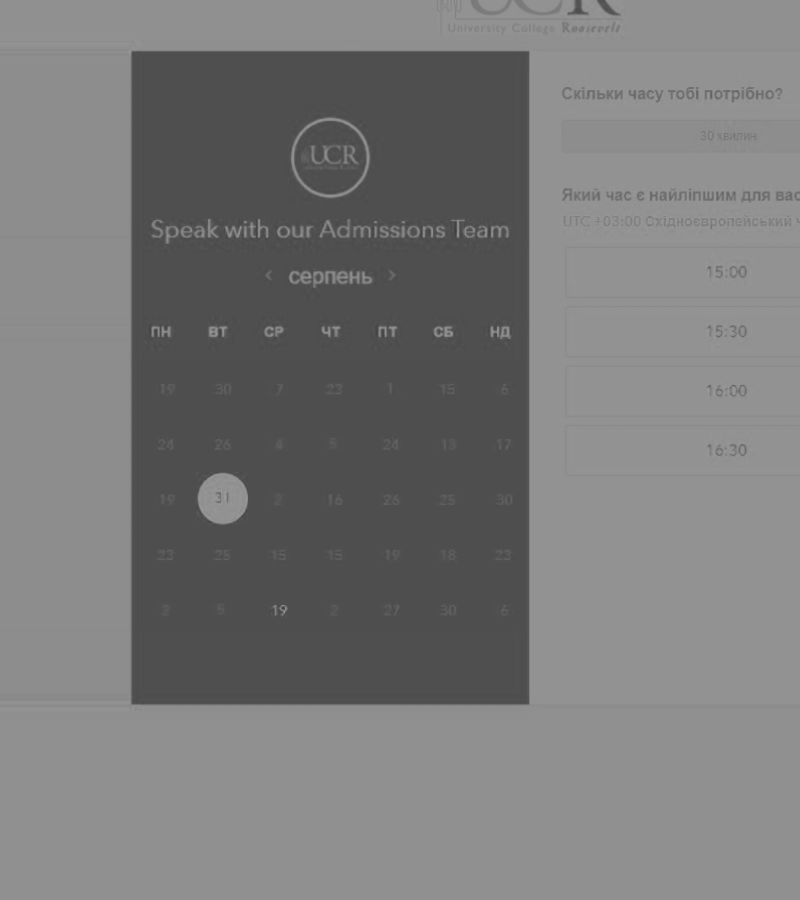 UCR
University College Roosevelt
UCR
Speak with our Admissions Team
‹ серпень ›
ПН ВТ СР ЧТ ПТ СБ НД
19 30 7 23 1 15 6
24 26 4 5 24 13 17
19 31 2 16 26 25 30
23 25 15 15 19 18 23
2 5 19 2 27 30 6
Скільки часу тобі потрібно?
30 хвилин
Який час є найліпшим для вас
UTC +03:00 Східноєвропейський ч
15:00
15:30
16:00
16:30